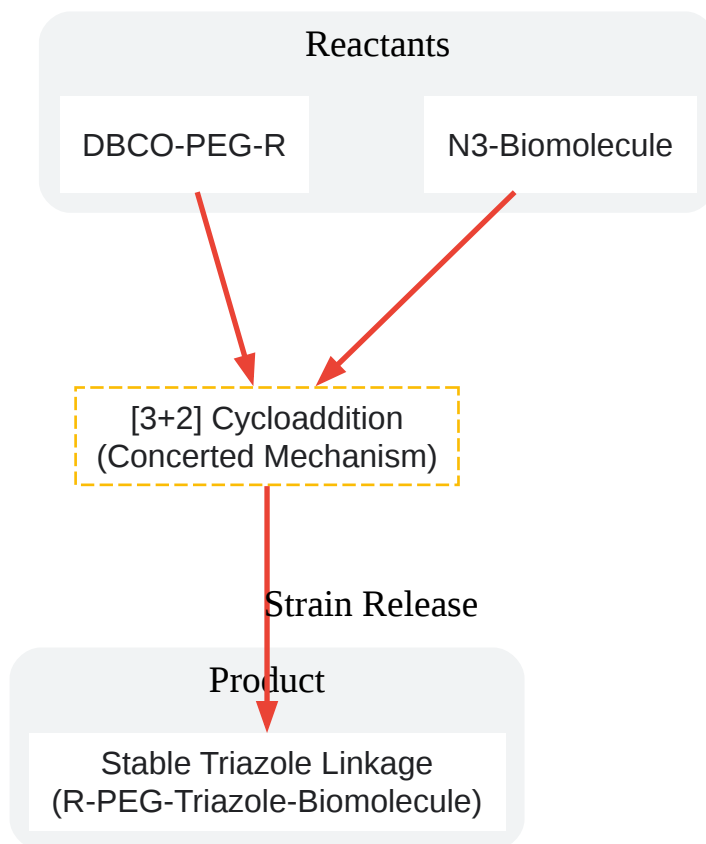 Reactants
DBCO-PEG-R
N3-Biomolecule
[3+2] Cycloaddition
(Concerted Mechanism)
Strain Release
Product
Stable Triazole Linkage
(R-PEG-Triazole-Biomolecule)